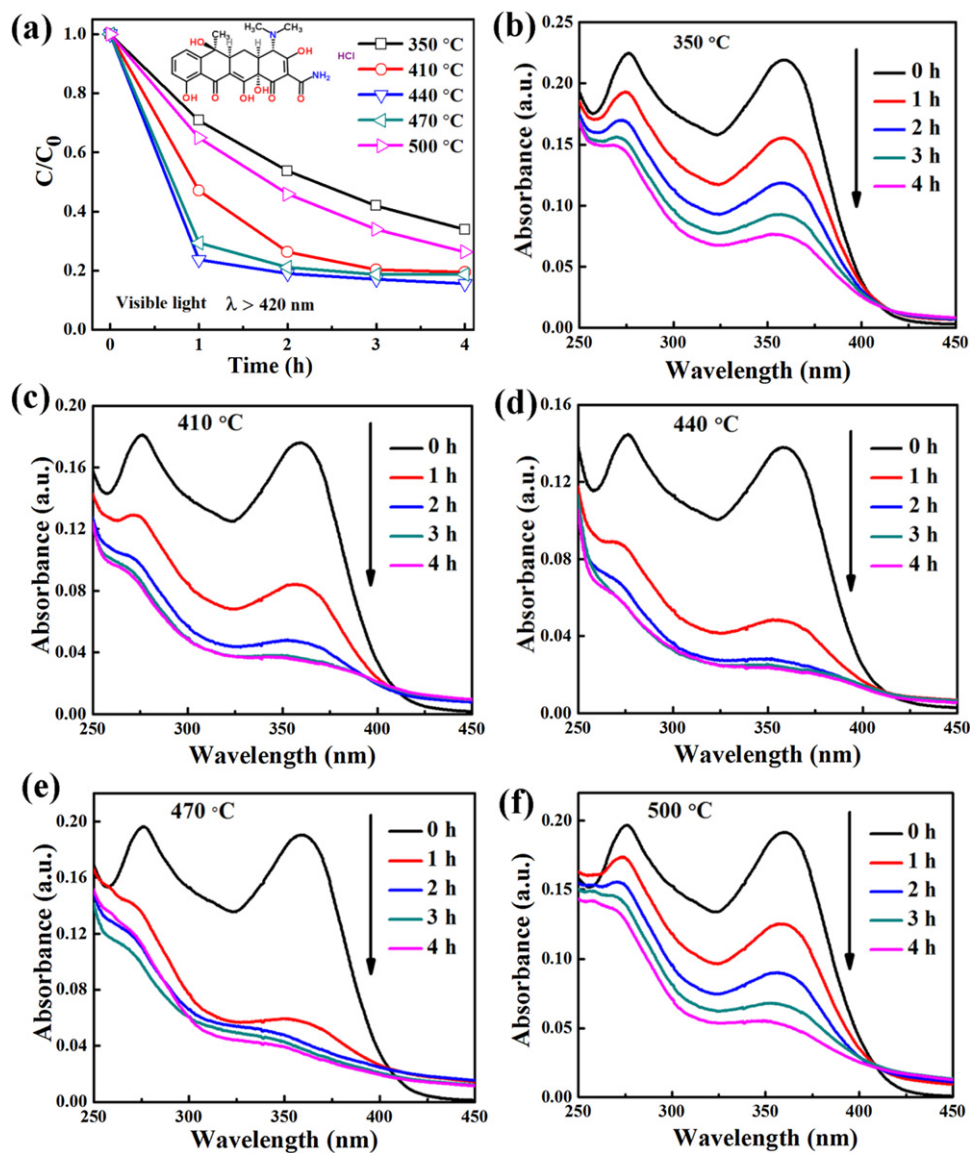 (a)
C/C0
1.0
0.8
0.6
0.4
0.2
0.0
0
1
2
3
4
Time (h)
HO
CH3
H
H
H3C
N
CH3
OH
NH2
OH
O
OH
OH
O
O
HCl
350 °C
410 °C
440 °C
470 °C
500 °C
Visible light λ > 420 nm
(b)
350 °C
0 h
1 h
2 h
3 h
4 h
Absorbance (a.u.)
0.25
0.20
0.15
0.10
0.05
0.00
250
300
350
400
450
Wavelength (nm)
(c)
410 °C
0 h
1 h
2 h
3 h
4 h
Absorbance (a.u.)
0.20
0.16
0.12
0.08
0.04
0.00
250
300
350
400
450
Wavelength (nm)
(d)
440 °C
0 h
1 h
2 h
3 h
4 h
Absorbance (a.u.)
0.16
0.12
0.08
0.04
0.00
250
300
350
400
450
Wavelength (nm)
(e)
470 °C
0 h
1 h
2 h
3 h
4 h
Absorbance (a.u.)
0.20
0.16
0.12
0.08
0.04
0.00
250
300
350
400
450
Wavelength (nm)
(f)
500 °C
0 h
1 h
2 h
3 h
4 h
Absorbance (a.u.)
0.20
0.15
0.10
0.05
0.00
250
300
350
400
450
Wavelength (nm)